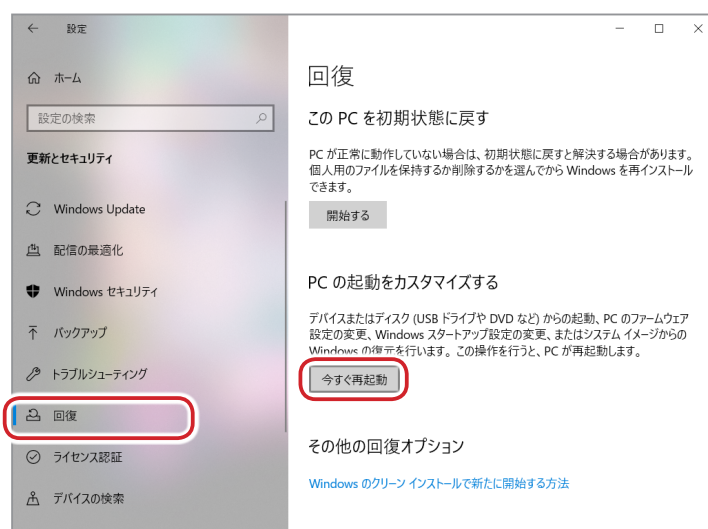 設定
ホーム
設定の検索
更新とセキュリティ
Windows Update
配信の最適化
Windows セキュリティ
バックアップ
トラブルシューティング
回復
ライセンス認証
デバイスの検索
回復
この PC を初期状態に戻す
PC が正常に動作していない場合は、初期状態に戻すと解決する場合があります。
個人用のファイルを保持するか削除するかを選んでから Windows を再インストール
できます。
開始する
PC の起動をカスタマイズする
デバイスまたはディスク (USB ドライブや DVD など) からの起動、PC のファームウェア
設定の変更、Windows スタートアップ設定の変更、またはシステム イメージからの
Windows の復元を行います。この操作を行うと、PC が再起動します。
今すぐ再起動
その他の回復オプション
Windows のクリーン インストールで新たに開始する方法